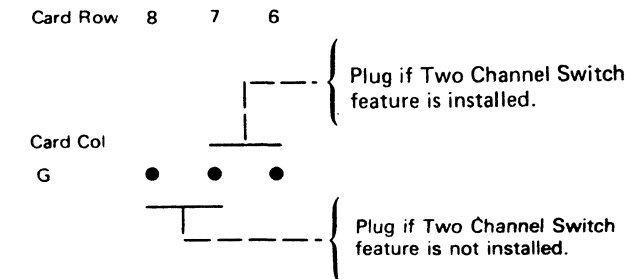 Card Row 8 7 6
Plug if Two Channel Switch
feature is installed.
Card Col
G
Plug if Two Channel Switch
feature is not installed.